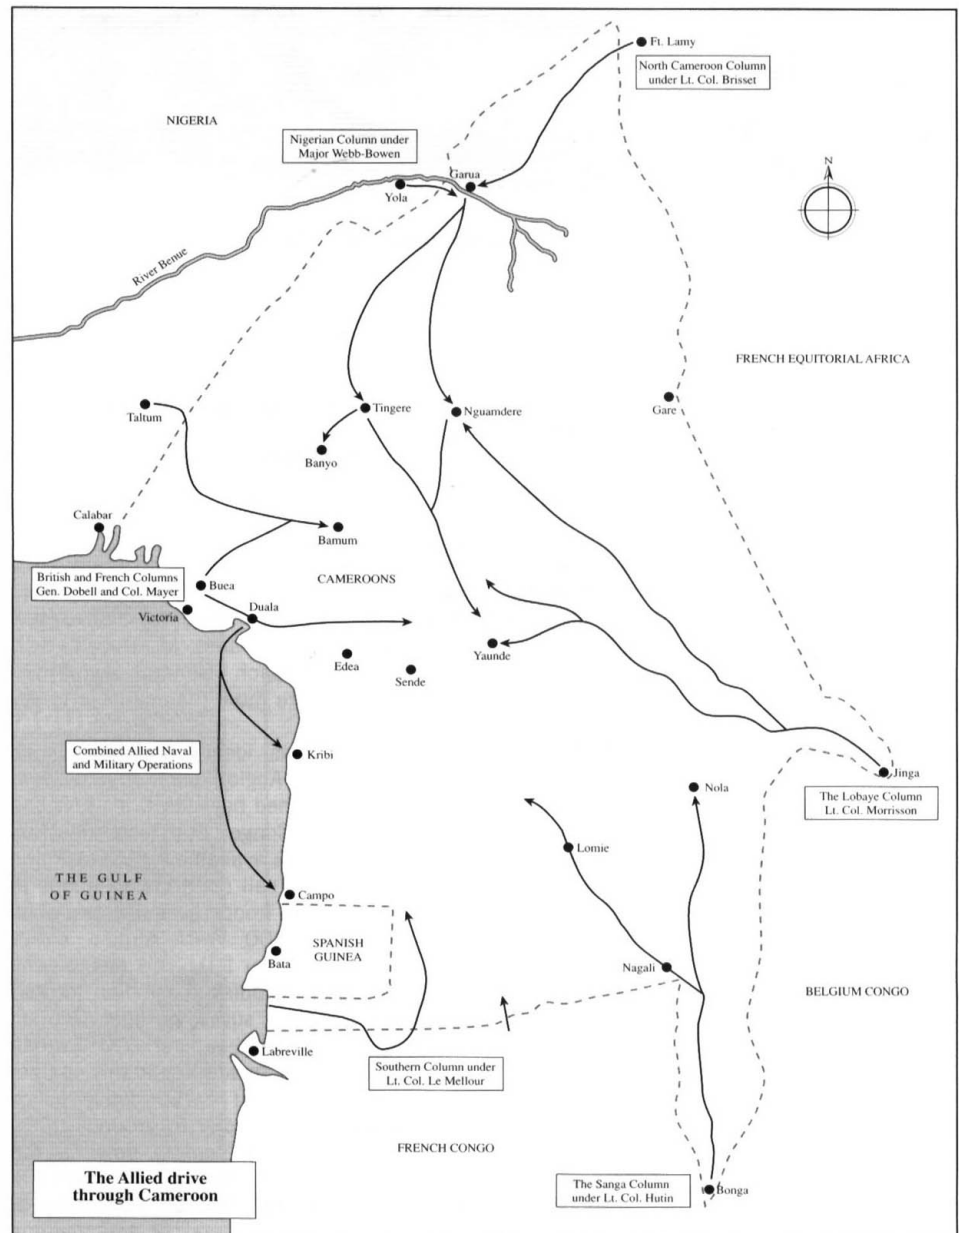 Ft. Lamy
North Cameroon Column
under Lt. Col. Brisset
NIGERIA
Nigerian Column under
Major Webb-Bowen
N
Garua
Yola
River Benue
FRENCH EQUITORIAL AFRICA
Taltum
Tingere
Nguamdere
Gare
Banyo
Calabar
Bamum
British and French Columns
Gen. Dobell and Col. Mayer
Buea
CAMEROONS
Victoria
Duala
Edea
Sende
Yaunde
Combined Allied Naval
and Military Operations
Kribi
Jinga
Nola
The Lobaye Column
Lt. Col. Morrisson
Lomie
THE GULF
OF GUINEA
Campo
SPANISH
GUINEA
Bata
Nagali
BELGIUM CONGO
Labreville
Southern Column under
Lt. Col. Le Mellour
FRENCH CONGO
The Allied drive
through Cameroon
The Sanga Column
under Lt. Col. Hutin
Bonga